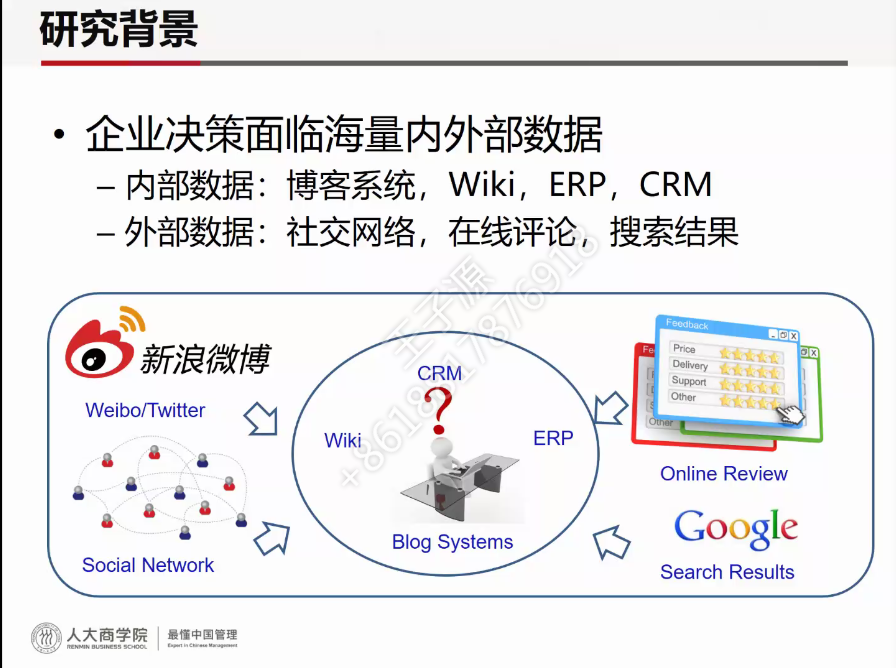 研究背景
• 企业决策面临海量内外部数据
– 内部数据：博客系统，Wiki，ERP，CRM
– 外部数据：社交网络，在线评论，搜索结果
新浪微博
Weibo/Twitter
Social Network
CRM
Wiki
ERP
Blog Systems
Feedback
Price
Delivery
Support
Other
Other
Online Review
Google
Search Results
人大商学院
RENMIN BUSINESS SCHOOL
最懂中国管理
Expert in Chinese Management